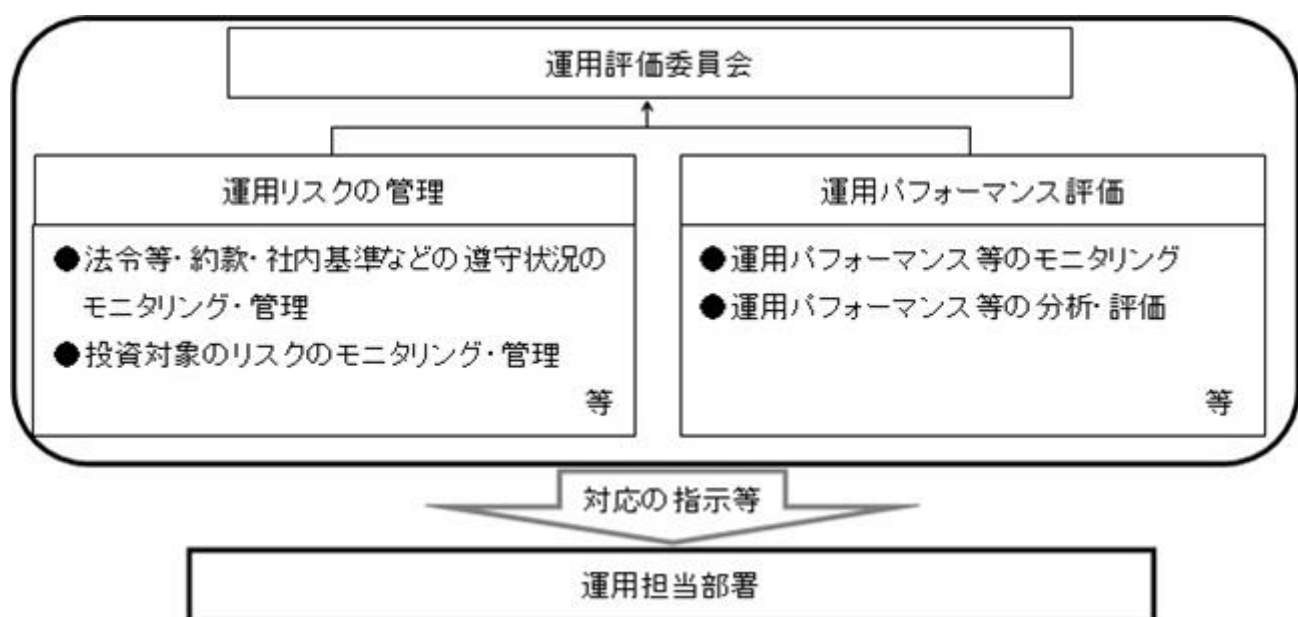 運用評価委員会
運用リスクの管理
●法令等・約款・社内基準などの遵守状況の
モニタリング・管理
●投資対象のリスクのモニタリング・管理
等
運用パフォーマンス評価
●運用パフォーマンス等のモニタリング
●運用パフォーマンス等の分析・評価
等
対応の指示等
運用担当部署